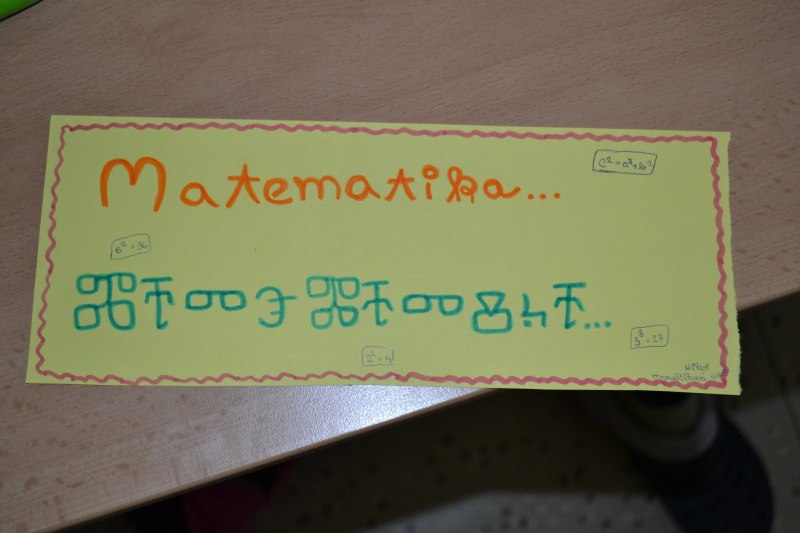 Matematika...
c² = a² + b²
6² = 36
ⰿⰰⱅⰵⰿⰰⱅⰻⰽⰰ...
3³ = 27
2² = 4